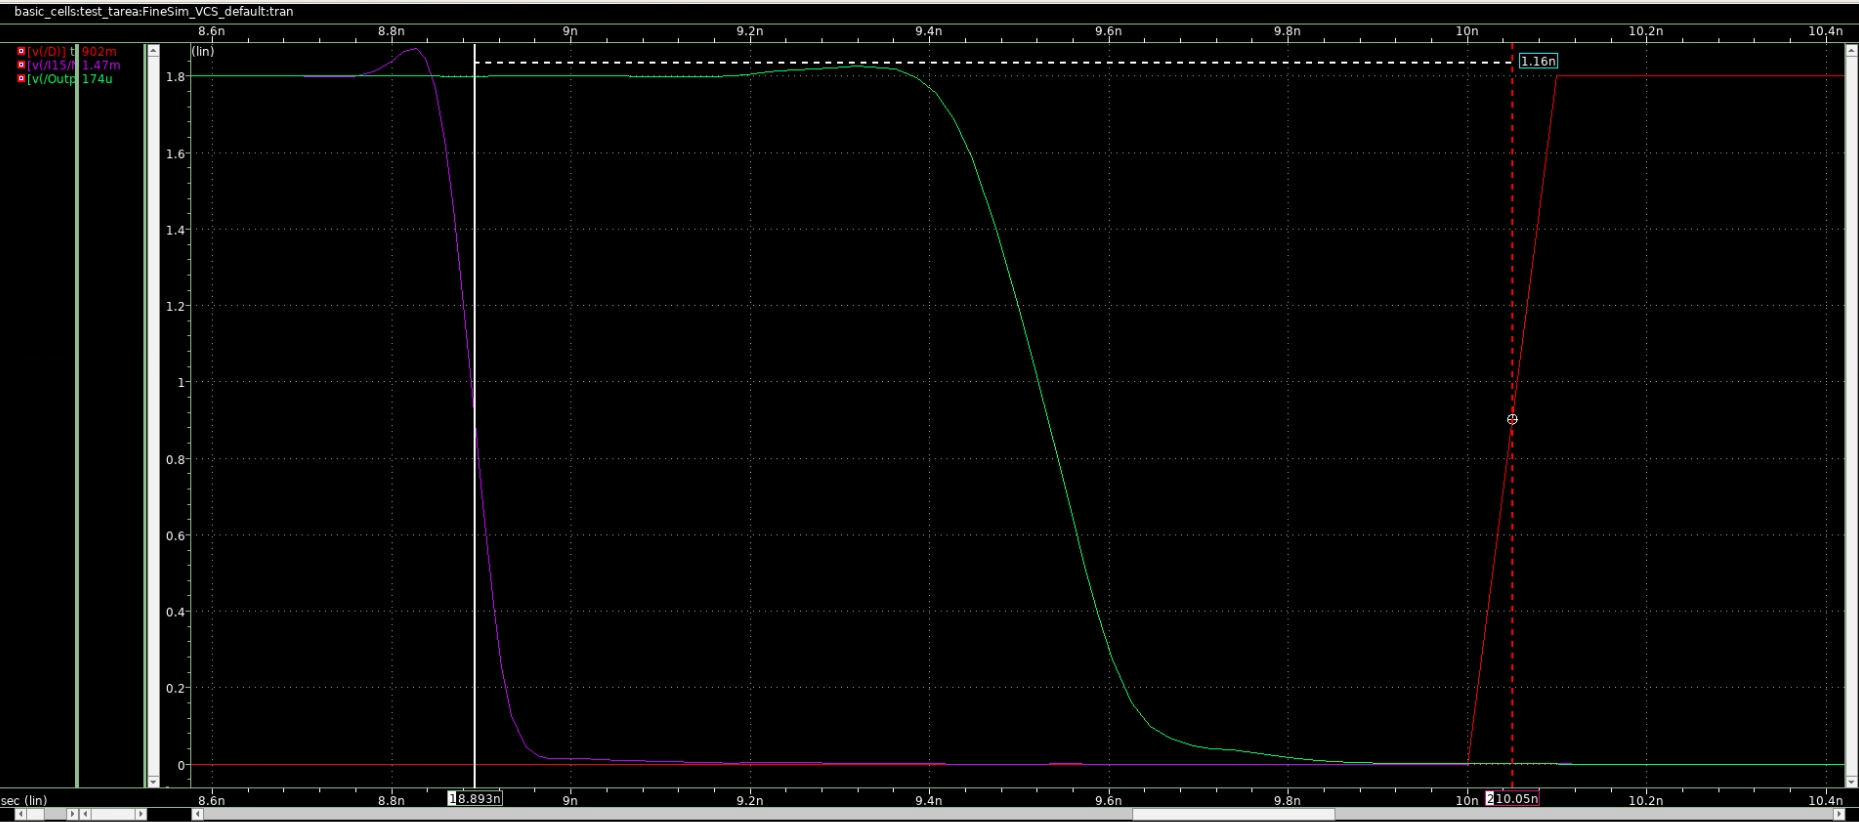 basic_cells:test_tarea:FineSim_VCS_default:tran
8.6n 8.8n 9n 9.2n 9.4n 9.6n 9.8n 10n 10.2n 10.4n
[v(/D)] t 902m
[v(/I15/ 1.47m
[v(/Outp 174u
(lin)
1.16n
1.8
1.6
1.4
1.2
1
0.8
0.6
0.4
0.2
0
sec (lin)
8.6n 8.8n 1 8.893n 9n 9.2n 9.4n 9.6n 9.8n 10n 2 10.05n 10.2n 10.4n